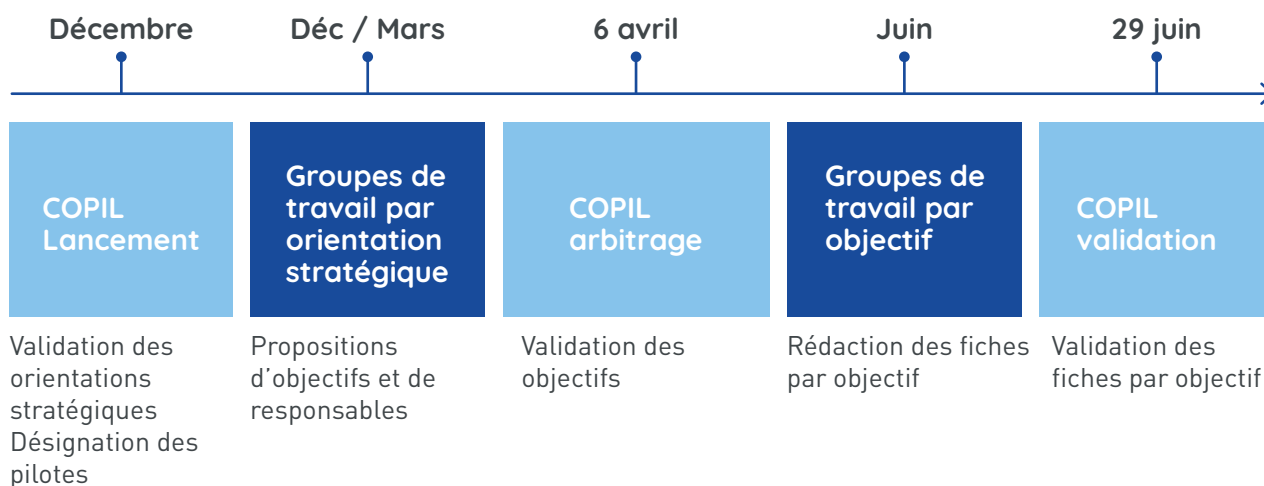 Décembre
Déc / Mars
6 avril
Juin
29 juin
COPIL
Lancement
Groupes de
travail par
orientation
stratégique
COPIL
arbitrage
Groupes de
travail par
objectif
COPIL
validation
Validation des
orientations
stratégiques
Désignation des
pilotes
Propositions
d’objectifs et de
responsables
Validation des
objectifs
Rédaction des fiches
par objectif
Validation des
fiches par objectif